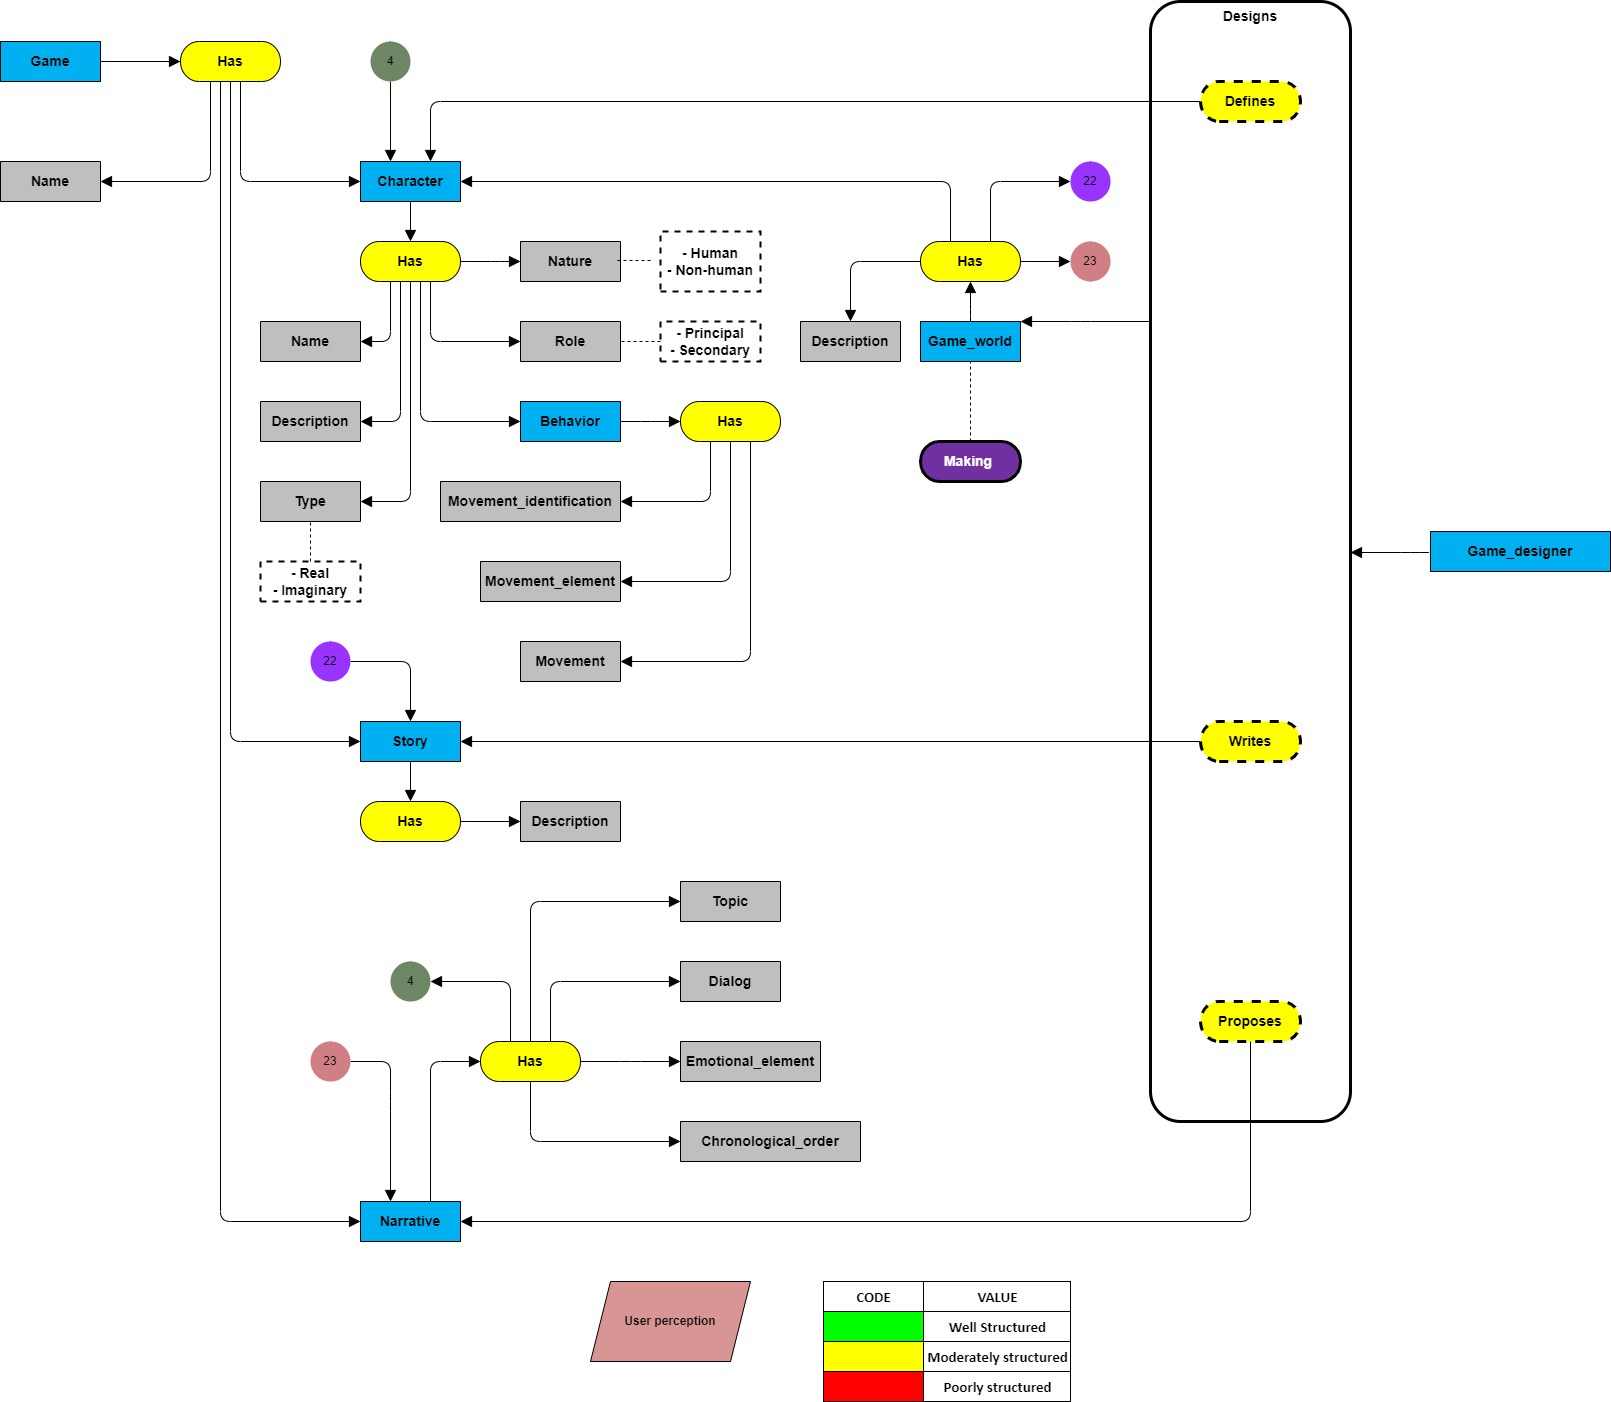 Designs
Game
Has
4
Defines
Name
Character
22
Has
Nature
- Human
- Non-human
Has
23
Name
Role
- Principal
- Secondary
Description
Game_world
Description
Behavior
Has
Making
Type
Movement_identification
- Real
- Imaginary
Movement_element
Game_designer
22
Movement
Story
Writes
Has
Description
Topic
4
Dialog
Proposes
23
Has
Emotional_element
Chronological_order
Narrative
User perception
CODE VALUE
Well Structured
Moderately structured
Poorly structured